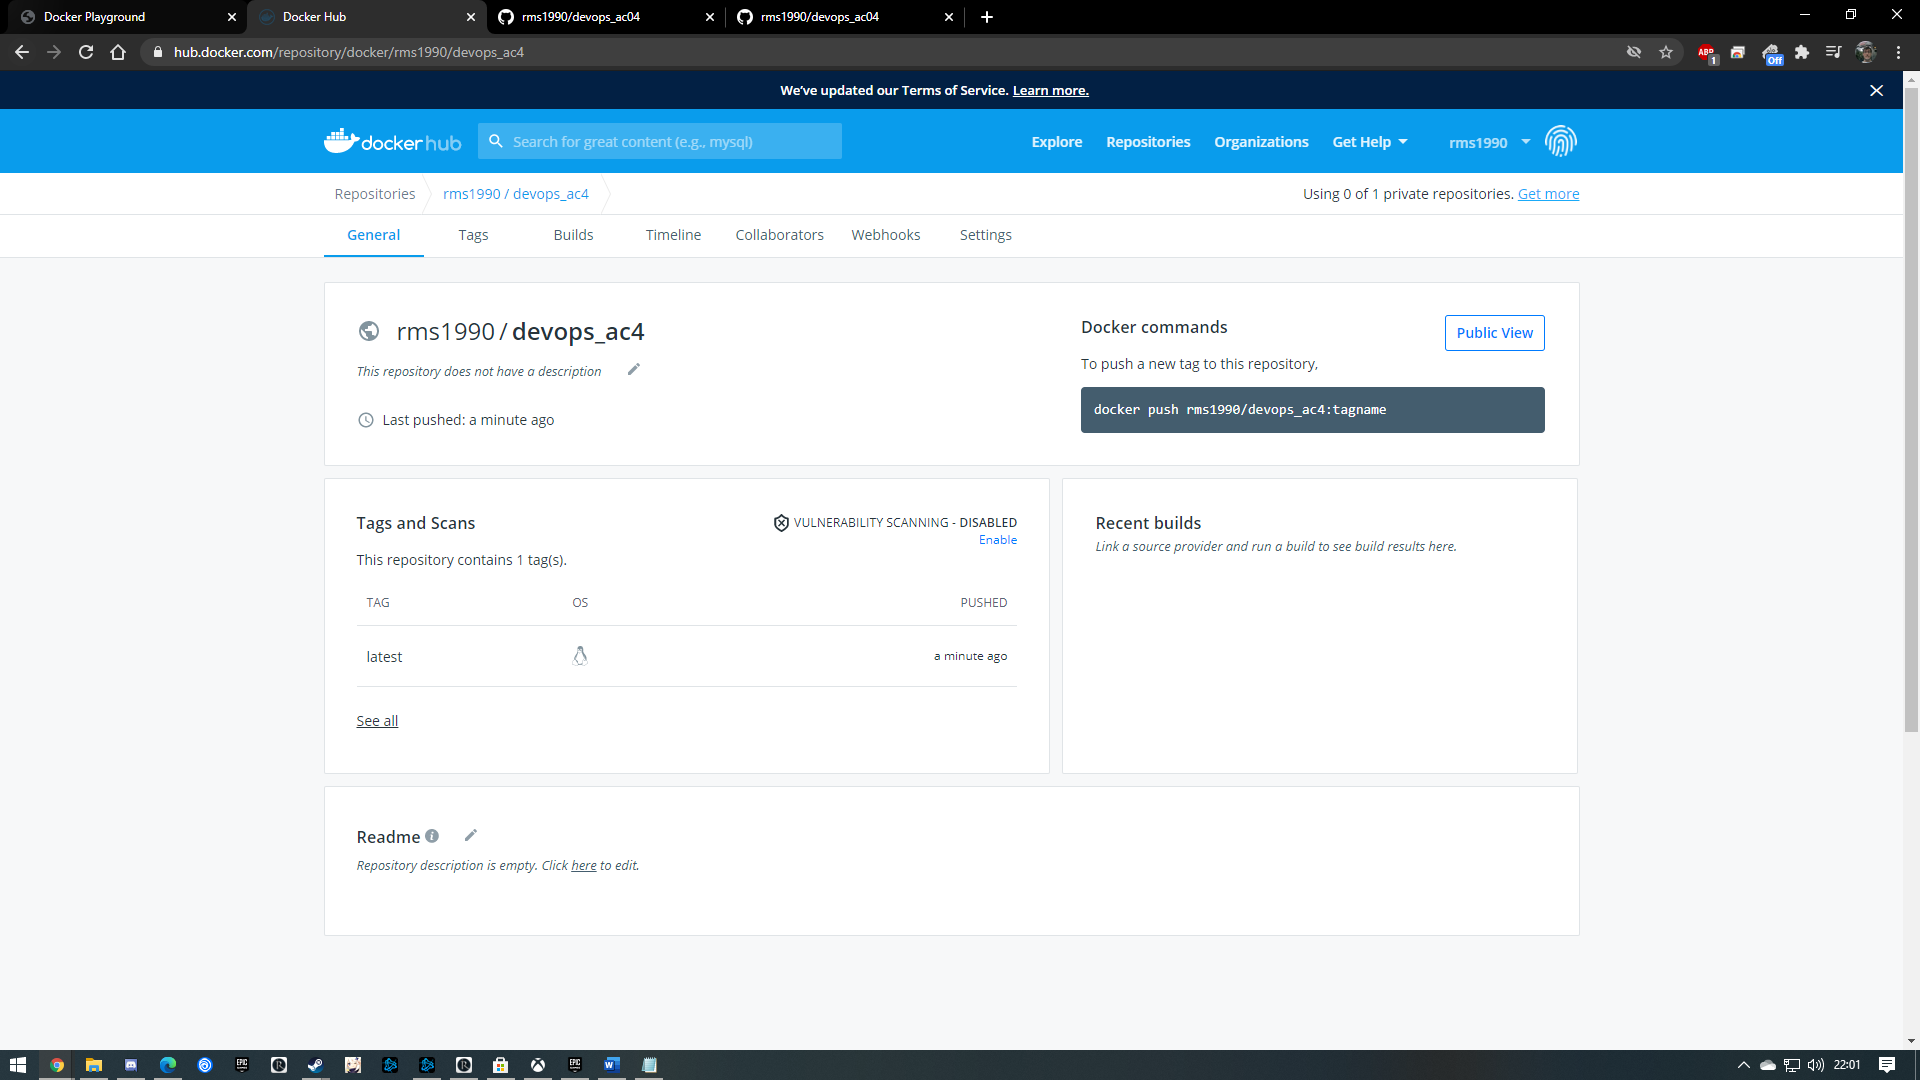 Docker Playground
Docker Hub
rms1990/devops_ac04
rms1990/devops_ac04
hub.docker.com/repository/docker/rms1990/devops_ac4
ABP
1
Off
We've updated our Terms of Service. Learn more.
docker hub
Search for great content (e.g., mysql)
Explore
Repositories
Organizations
Get Help
rms1990
Repositories
rms1990 / devops_ac4
Using 0 of 1 private repositories. Get more
General
Tags
Builds
Timeline
Collaborators
Webhooks
Settings
rms1990 / devops_ac4
This repository does not have a description
Last pushed: a minute ago
Docker commands
Public View
To push a new tag to this repository,
docker push rms1990/devops_ac4:tagname
Tags and Scans
VULNERABILITY SCANNING - DISABLED
Enable
This repository contains 1 tag(s).
TAG
OS
PUSHED
latest
a minute ago
See all
Recent builds
Link a source provider and run a build to see build results here.
Readme
Repository description is empty. Click here to edit.
EPIC
EPIC
22:01